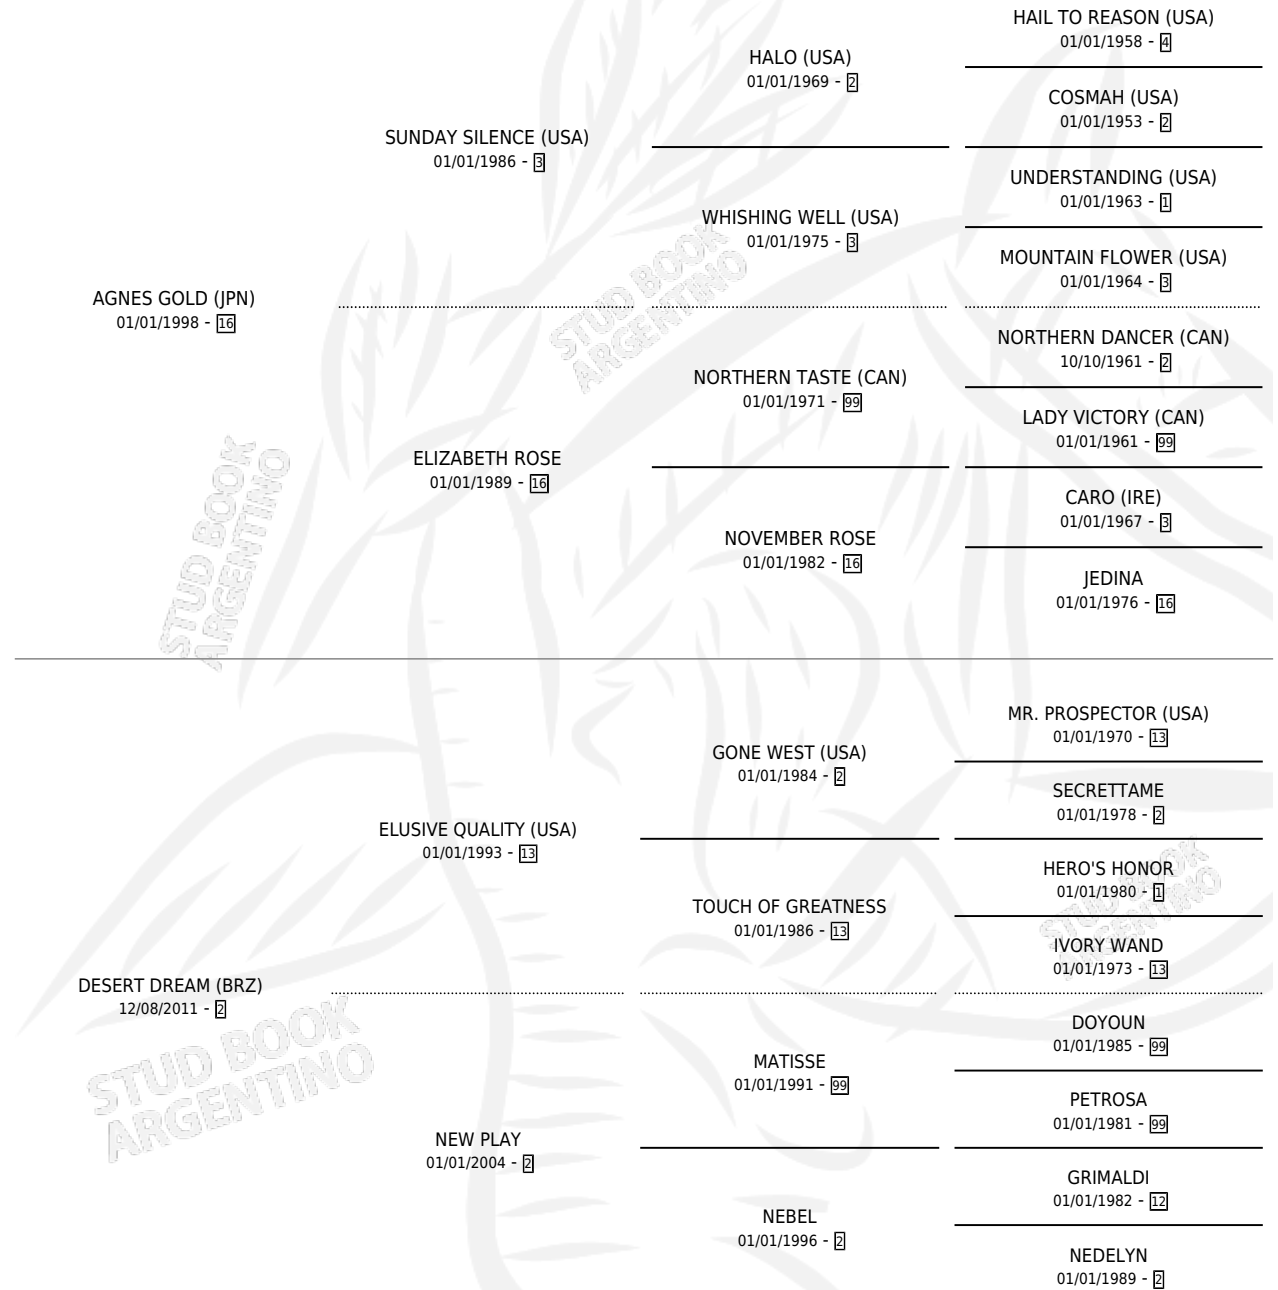 HAIL TO REASON (USA)
01/01/1958 - 4
HALO (USA)
01/01/1969 - 2
COSMAH (USA)
01/01/1953 - 2
SUNDAY SILENCE (USA)
01/01/1986 - 3
UNDERSTANDING (USA)
01/01/1963 - 1
WHISHING WELL (USA)
01/01/1975 - 3
MOUNTAIN FLOWER (USA)
01/01/1964 - 3
STUD BOOK
ARGENTINO
AGNES GOLD (JPN)
01/01/1998 - 16
NORTHERN DANCER (CAN)
10/10/1961 - 2
NORTHERN TASTE (CAN)
01/01/1971 - 99
LADY VICTORY (CAN)
01/01/1961 - 99
ELIZABETH ROSE
01/01/1989 - 16
CARO (IRE)
01/01/1967 - 3
NOVEMBER ROSE
01/01/1982 - 16
JEDINA
01/01/1976 - 16
STUD BOOK
ARGENTINO
MR. PROSPECTOR (USA)
01/01/1970 - 13
GONE WEST (USA)
01/01/1984 - 2
SECRETTAME
01/01/1978 - 2
ELUSIVE QUALITY (USA)
01/01/1993 - 13
HERO'S HONOR
01/01/1980 - 1
TOUCH OF GREATNESS
01/01/1986 - 13
IVORY WAND
01/01/1973 - 13
STUD BOOK
ARGENTINO
DESERT DREAM (BRZ)
12/08/2011 - 2
DOYOUN
01/01/1985 - 99
MATISSE
01/01/1991 - 99
PETROSA
01/01/1981 - 99
STUD BOOK
ARGENTINO
NEW PLAY
01/01/2004 - 2
GRIMALDI
01/01/1982 - 12
NEBEL
01/01/1996 - 2
NEDELYN
01/01/1989 - 2